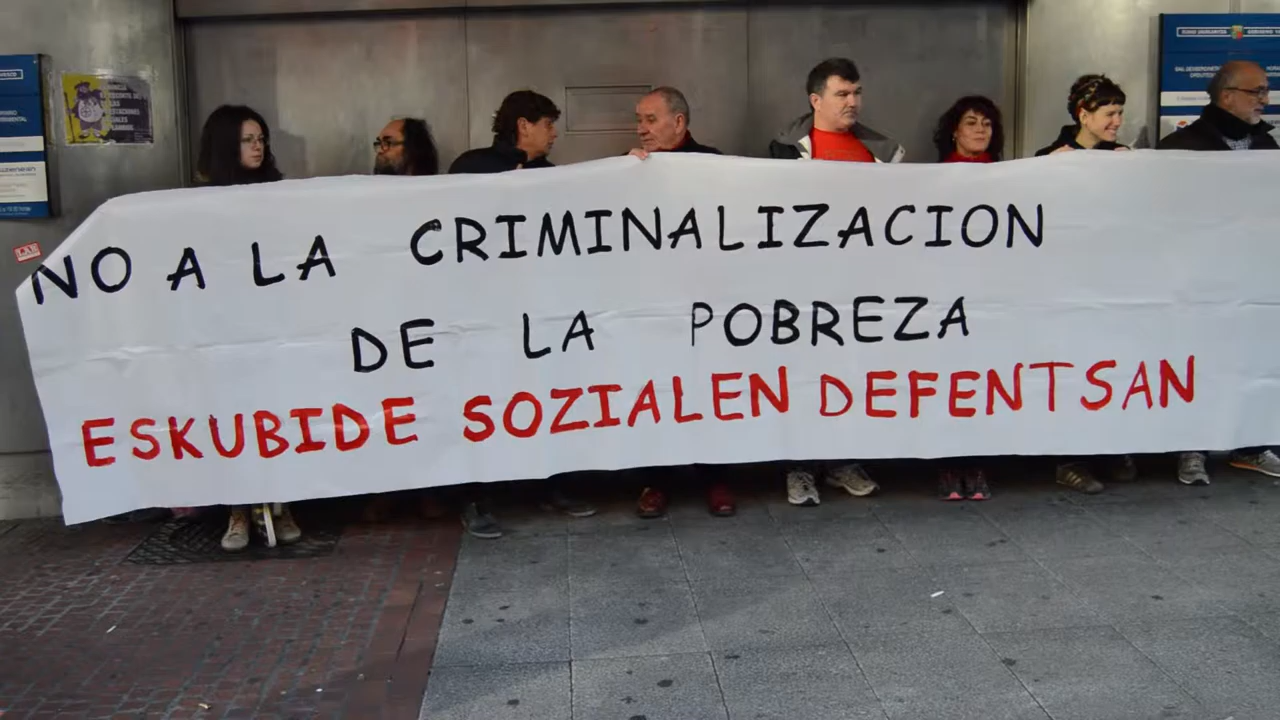 NO A LA CRIMINALIZACION
DE LA POBREZA
ESKUBIDE SOZIALEN DEFENTSAN